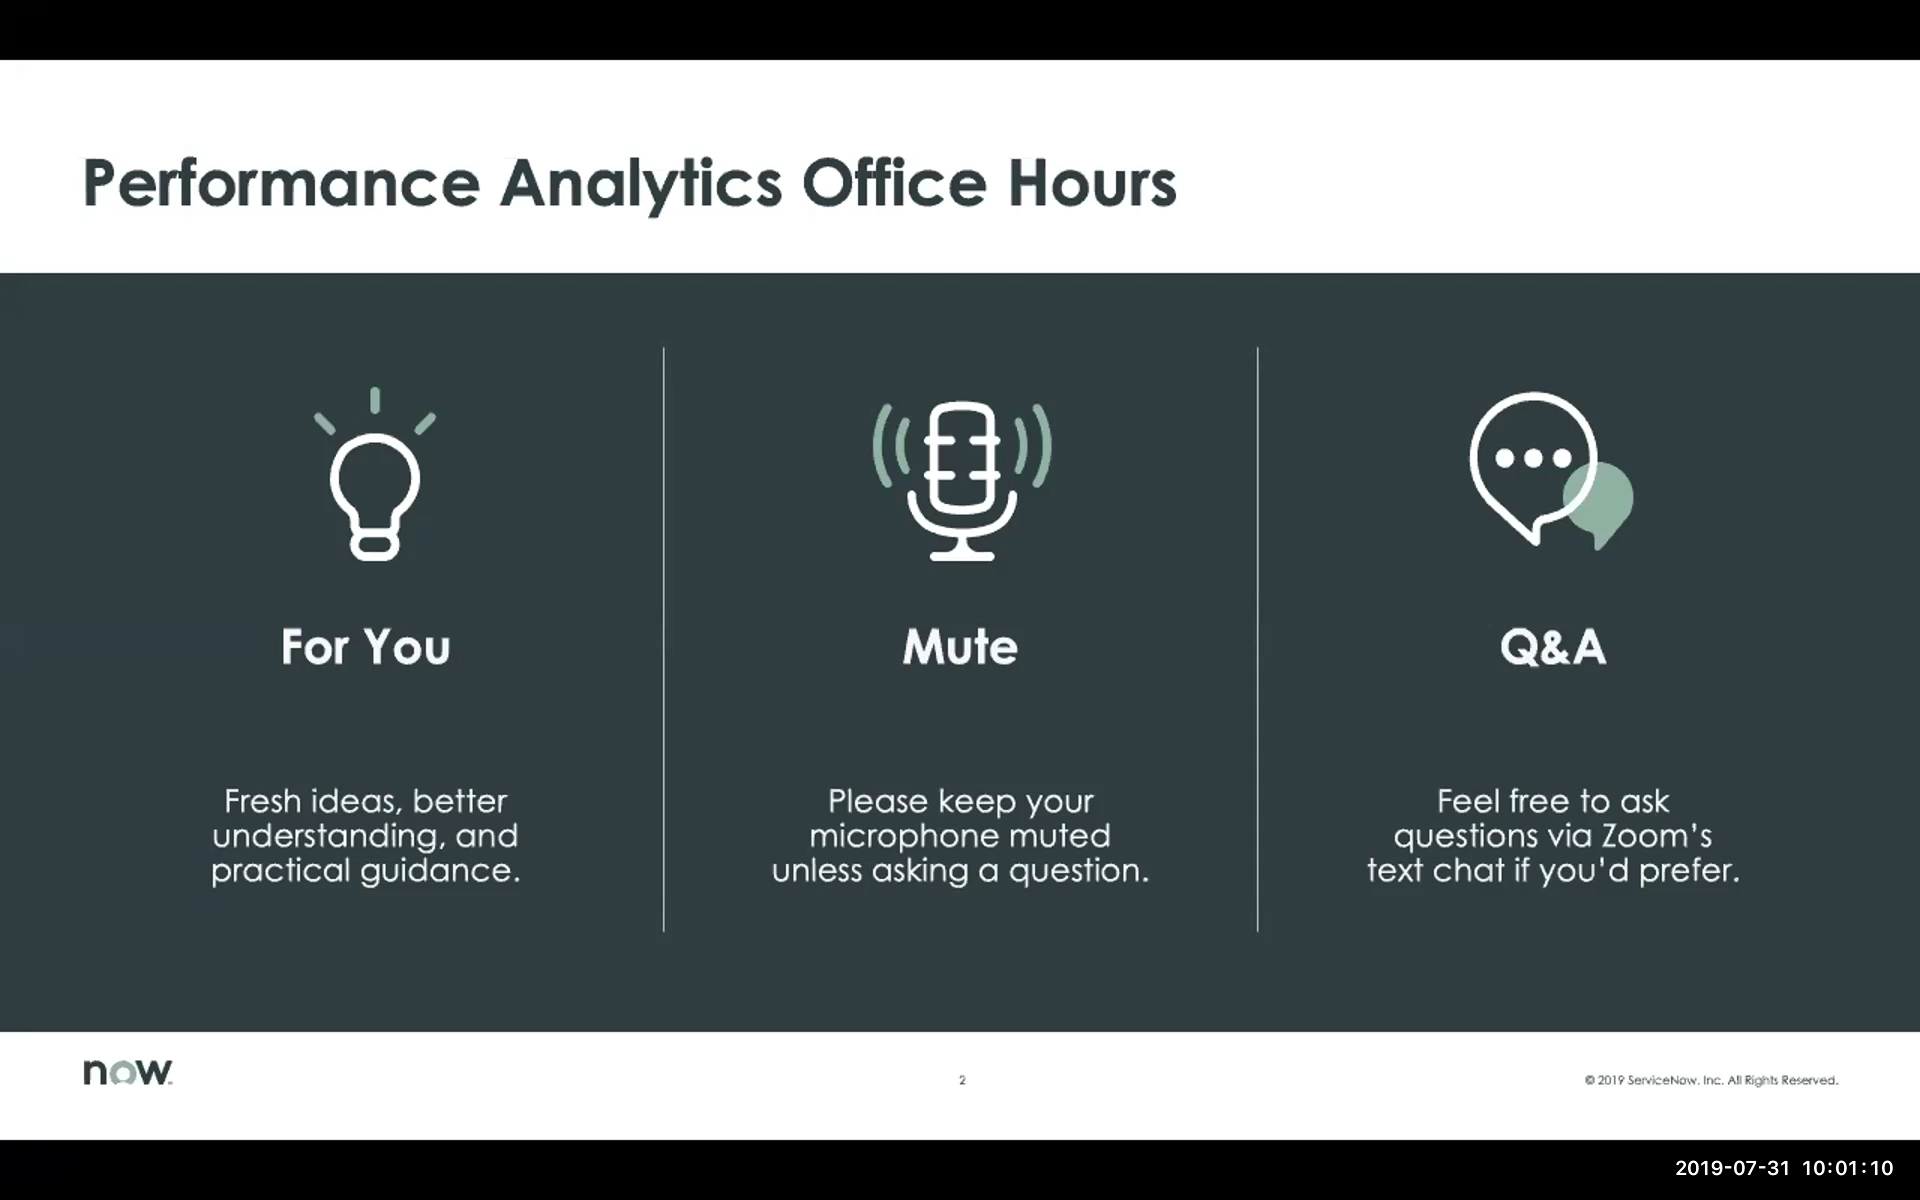 Performance Analytics Office Hours
For You
Fresh ideas, better
understanding, and
practical guidance.
Mute
Please keep your
microphone muted
unless asking a question.
Q&A
Feel free to ask
questions via Zoom’s
text chat if you’d prefer.
now
2
© 2019 ServiceNow, Inc. All Rights Reserved.
2019-07-31 10:01:10